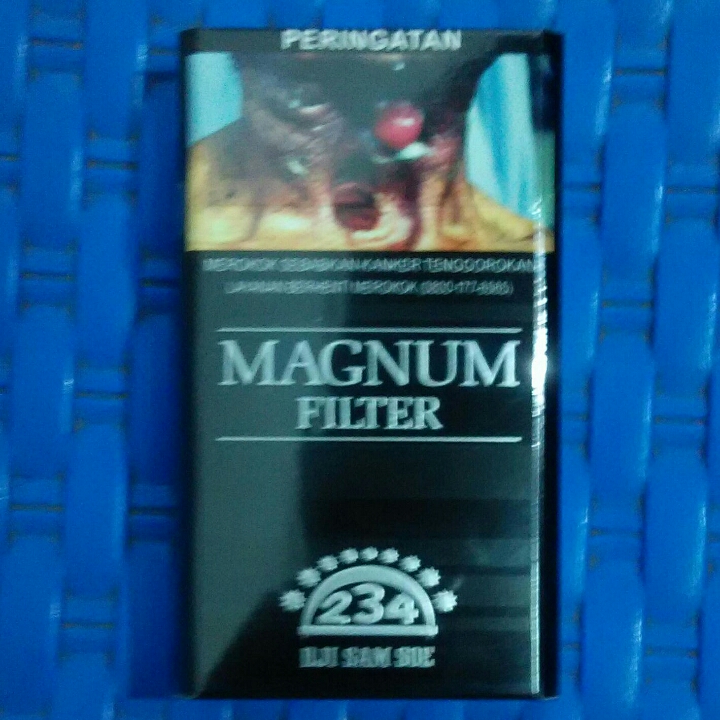 PERINGATAN
MEROKOK SEBABKAN KANKER TENGGOROKAN
LAYANAN BERHENTI MEROKOK (0800-177-6565)
MAGNUM
FILTER
234
DJI SAM SOE